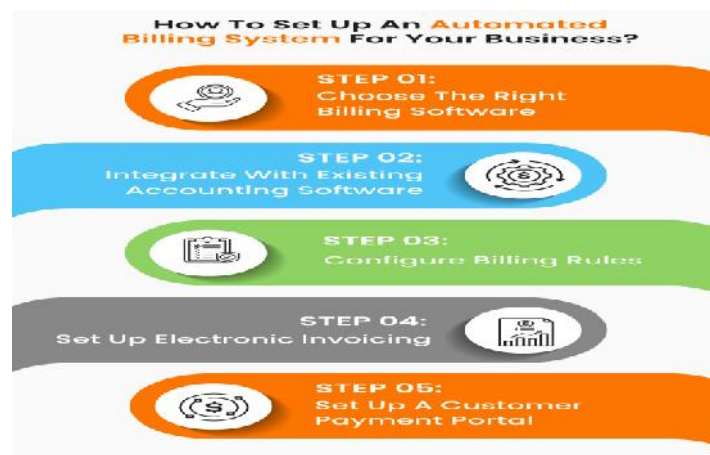 How To Set Up An Automated
Billing System For Your Business?
STEP 01:
Choose The Right
Billing Software
STEP 02:
Integrate With Existing
Accounting Software
STEP 03:
Configure Billing Rules
STEP 04:
Set Up Electronic Invoicing
STEP 05:
Set Up A Customer
Payment Portal